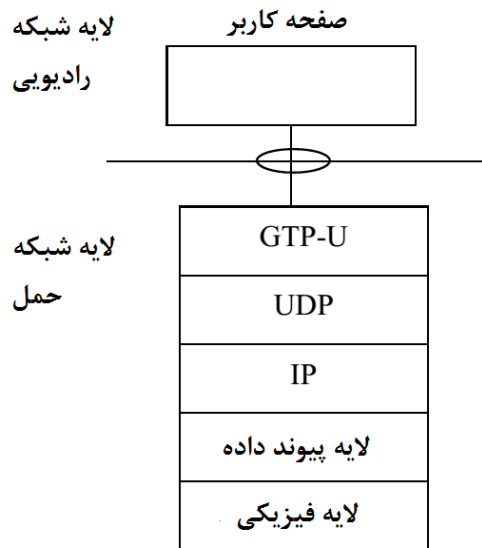 صفحه کاربر
لایه شبکه
رادیویی
لایه شبکه
حمل
GTP-U
UDP
IP
لایه پیوند داده
لایه فیزیکی